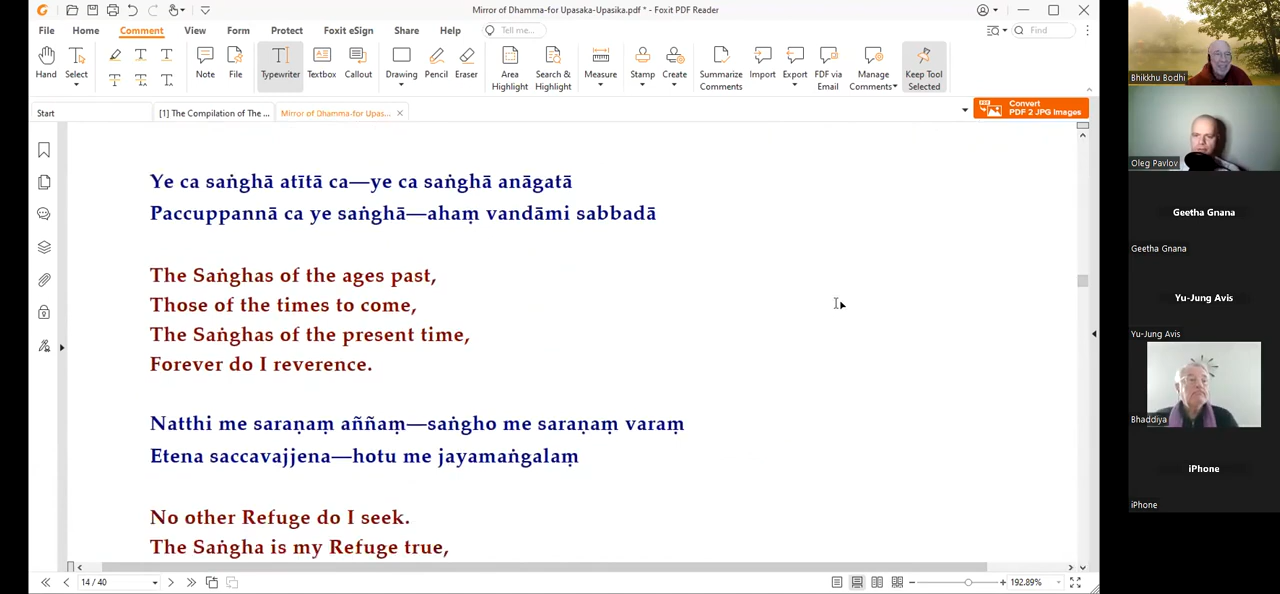 Mirror of Dhamma-for Upasaka-Upasika.pdf * - Foxit PDF Reader
File Home Comment View Form Protect Foxit eSign Share Help Tell me... Find
Hand Select Note File Typewriter Textbox Callout Drawing Pencil Eraser Area Highlight Search & Highlight Measure Stamp Create Summarize Comments Import Export FDF via Email Manage Comments Keep Tool Selected
Start [1] The Compilation of The ... Mirror of Dhamma-for Upas... Convert PDF 2 JPG Images
Ye ca saṅghā atītā ca—ye ca saṅghā anāgatā
Paccuppannā ca ye saṅghā—ahaṃ vandāmi sabbadā
The Saṅghas of the ages past,
Those of the times to come,
The Saṅghas of the present time,
Forever do I reverence.
Natthi me saraṇaṃ aññaṃ—saṅgho me saraṇaṃ varaṃ
Etena saccavajjena—hotu me jayamaṅgalaṃ
No other Refuge do I seek.
The Saṅgha is my Refuge true,
14 / 40
192.89%
Bhikkhu Bodhi
Oleg Pavlov
Geetha Gnana
Geetha Gnana
Yu-Jung Avis
Yu-Jung Avis
Bhaddiya
iPhone
iPhone